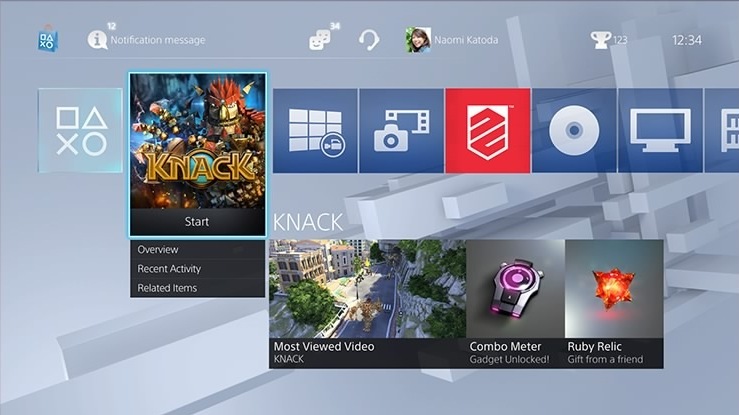 12
Notification message
34
Naomi Katoda
123
12:34
KNACK
Start
KNACK
Overview
Recent Activity
Related Items
Most Viewed Video
KNACK
Combo Meter
Gadget Unlocked!
Ruby Relic
Gift from a friend